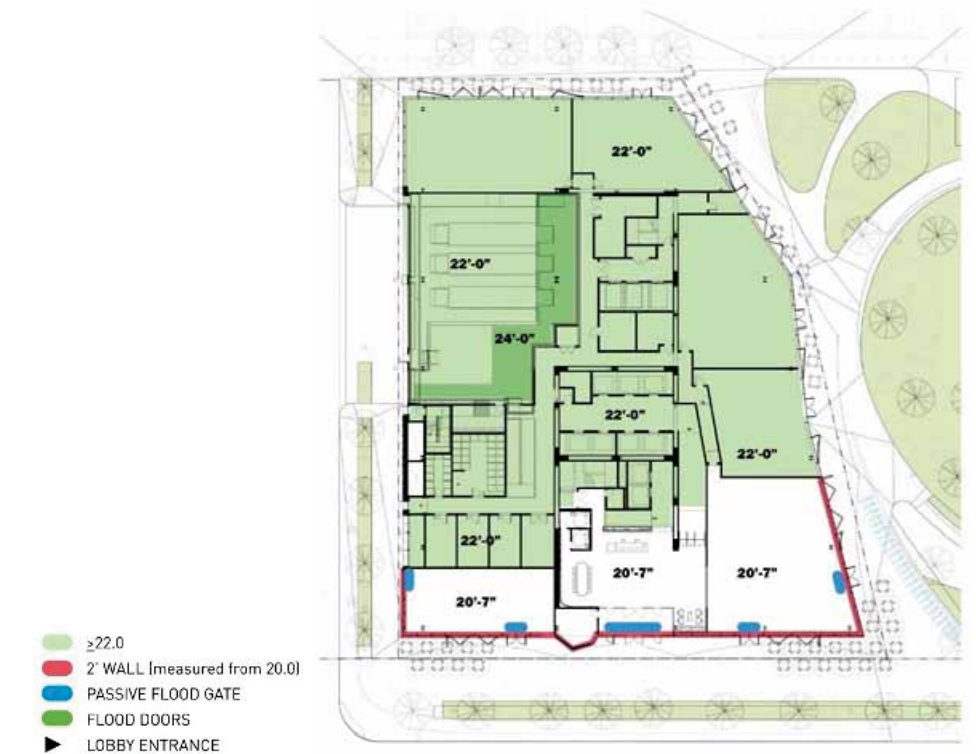 22'-0"
22'-0"
24'-0"
22'-0"
22'-0"
22'-0"
20'-7"
20'-7"
20'-7"
≥22.0
2' WALL (measured from 20.0)
PASSIVE FLOOD GATE
FLOOD DOORS
LOBBY ENTRANCE